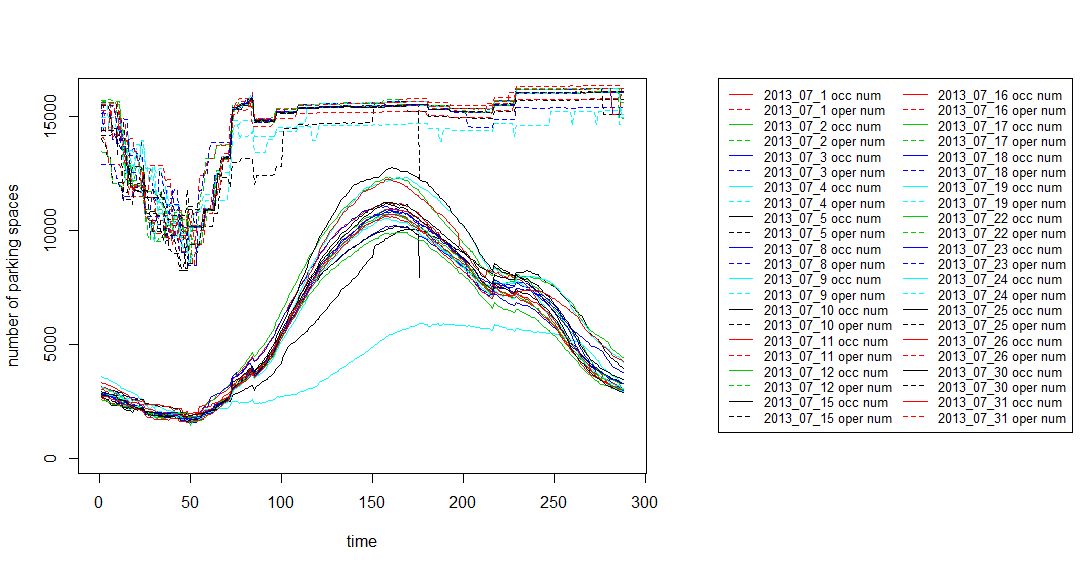 number of parking spaces
0
5000
10000
15000
0
50
100
150
200
250
300
time
2013_07_1 occ num
2013_07_1 oper num
2013_07_2 occ num
2013_07_2 oper num
2013_07_3 occ num
2013_07_3 oper num
2013_07_4 occ num
2013_07_4 oper num
2013_07_5 occ num
2013_07_5 oper num
2013_07_8 occ num
2013_07_8 oper num
2013_07_9 occ num
2013_07_9 oper num
2013_07_10 occ num
2013_07_10 oper num
2013_07_11 occ num
2013_07_11 oper num
2013_07_12 occ num
2013_07_12 oper num
2013_07_15 occ num
2013_07_15 oper num
2013_07_16 occ num
2013_07_16 oper num
2013_07_17 occ num
2013_07_17 oper num
2013_07_18 occ num
2013_07_18 oper num
2013_07_19 occ num
2013_07_19 oper num
2013_07_22 occ num
2013_07_22 oper num
2013_07_23 occ num
2013_07_23 oper num
2013_07_24 occ num
2013_07_24 oper num
2013_07_25 occ num
2013_07_25 oper num
2013_07_26 occ num
2013_07_26 oper num
2013_07_30 occ num
2013_07_30 oper num
2013_07_31 occ num
2013_07_31 oper num